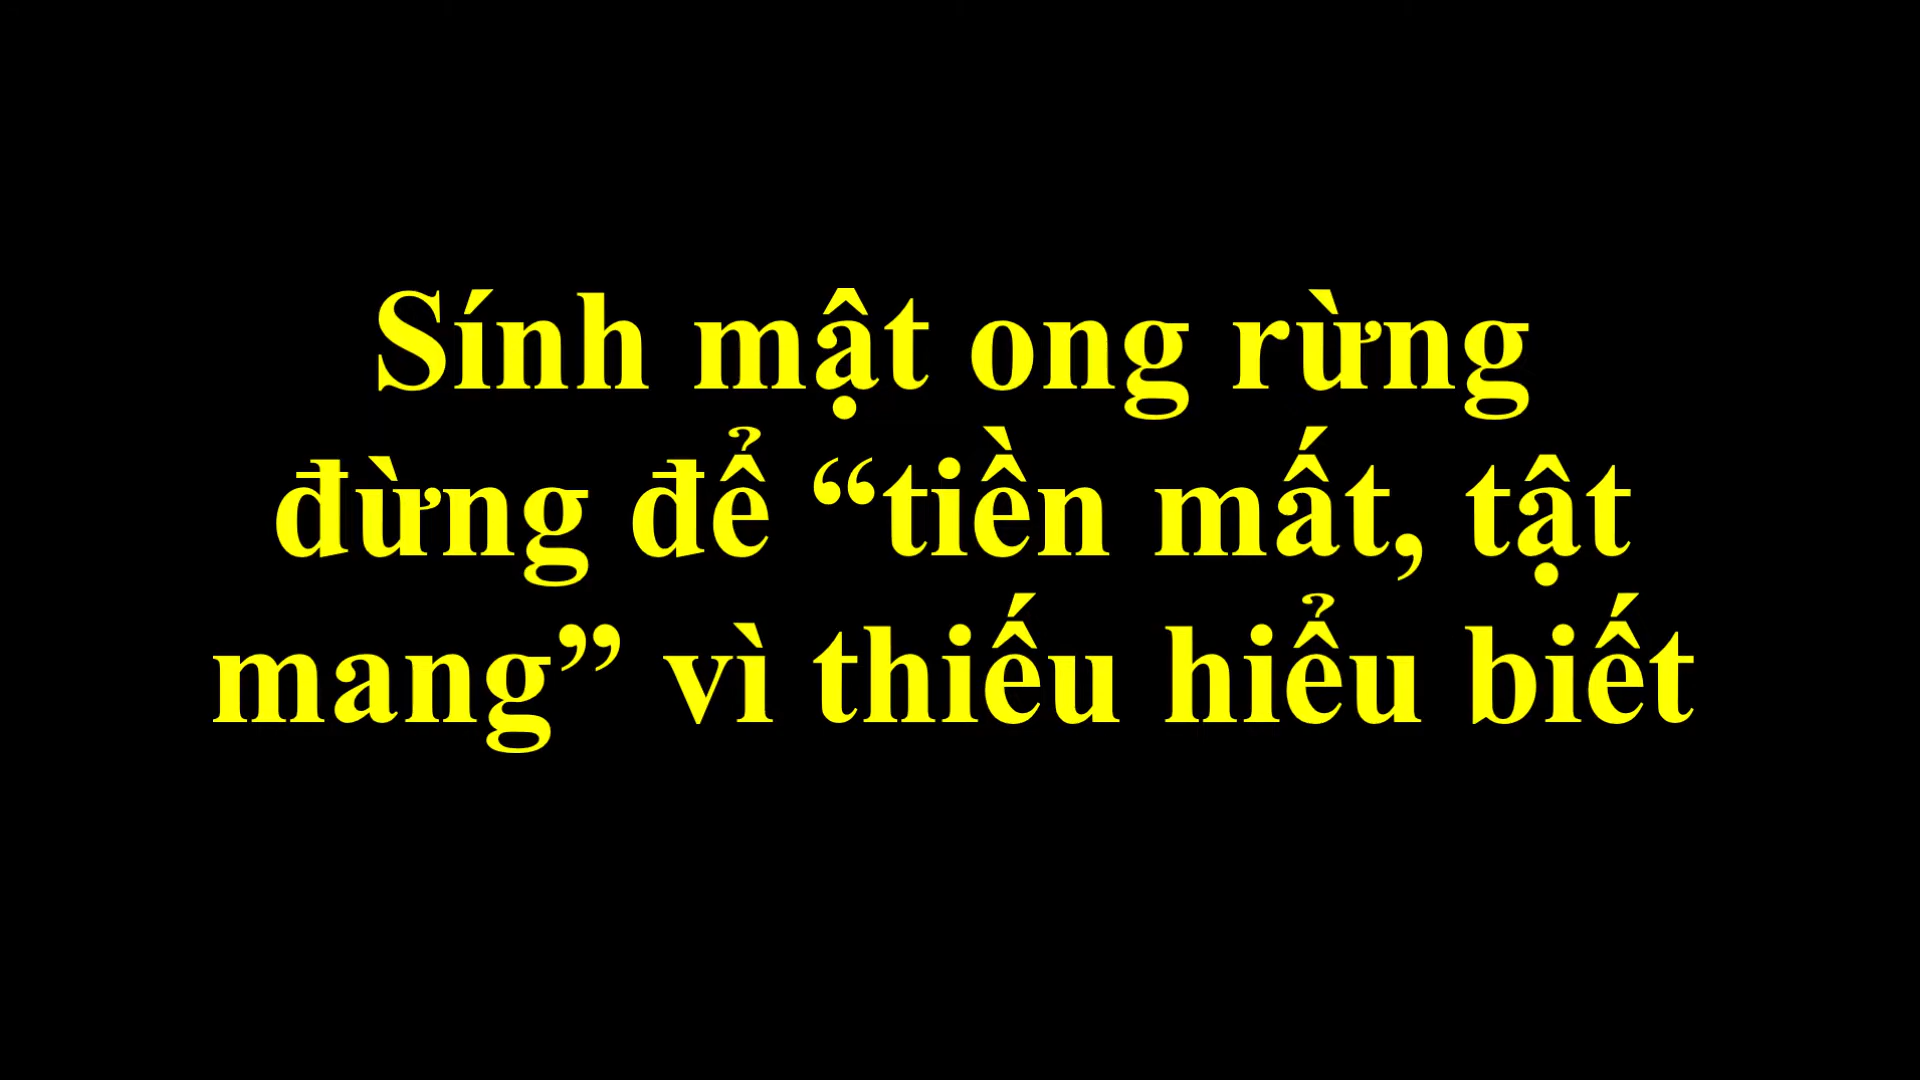 Sính mật ong rừng
đừng để “tiền mất, tật
mang” vì thiếu hiểu biết